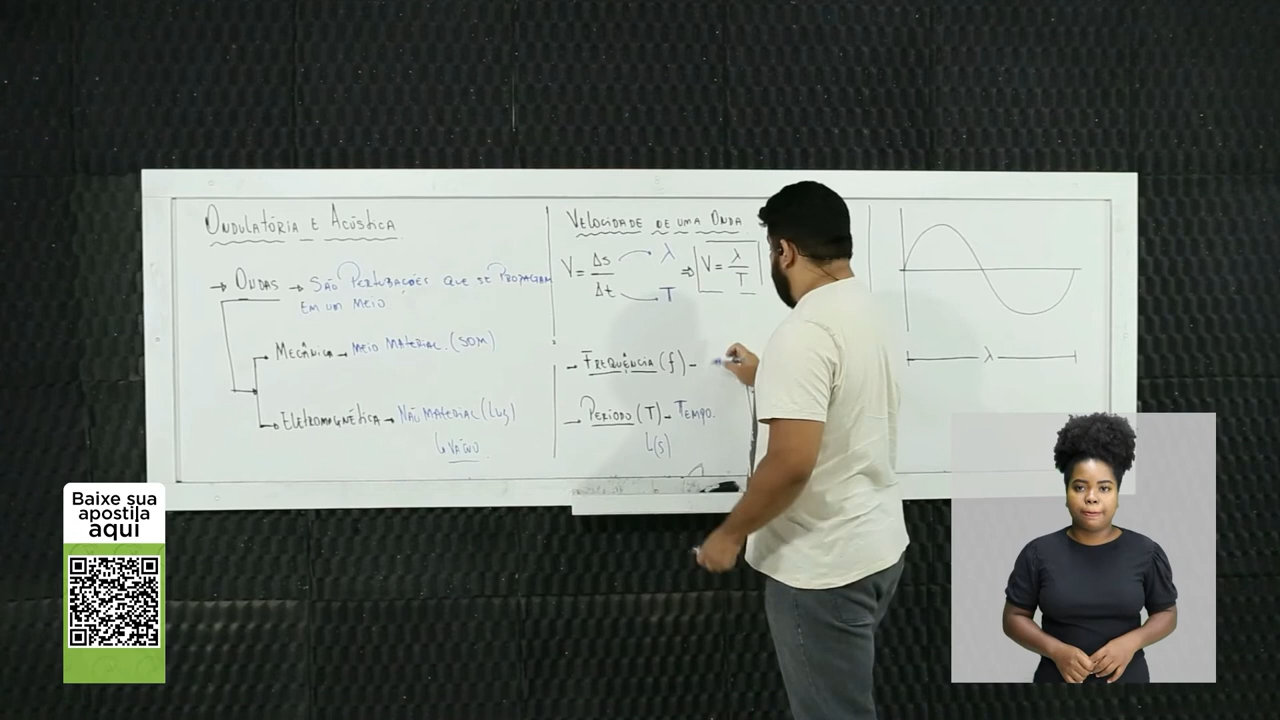 Ondulatória e Acústica
→ Ondas → São Perturbações que se Propagam
em um meio
Mecânica → meio material. (som)
Eletromagnética → Não material (Luz)
↳ Vácuo
Velocidade de uma Onda
V = Δs / Δt
λ
T
⇒ V = λ / T
→ Frequência (f) -
→ Período (T) - Tempo.
↳ (s)
λ
Baixe sua
apostila
aqui